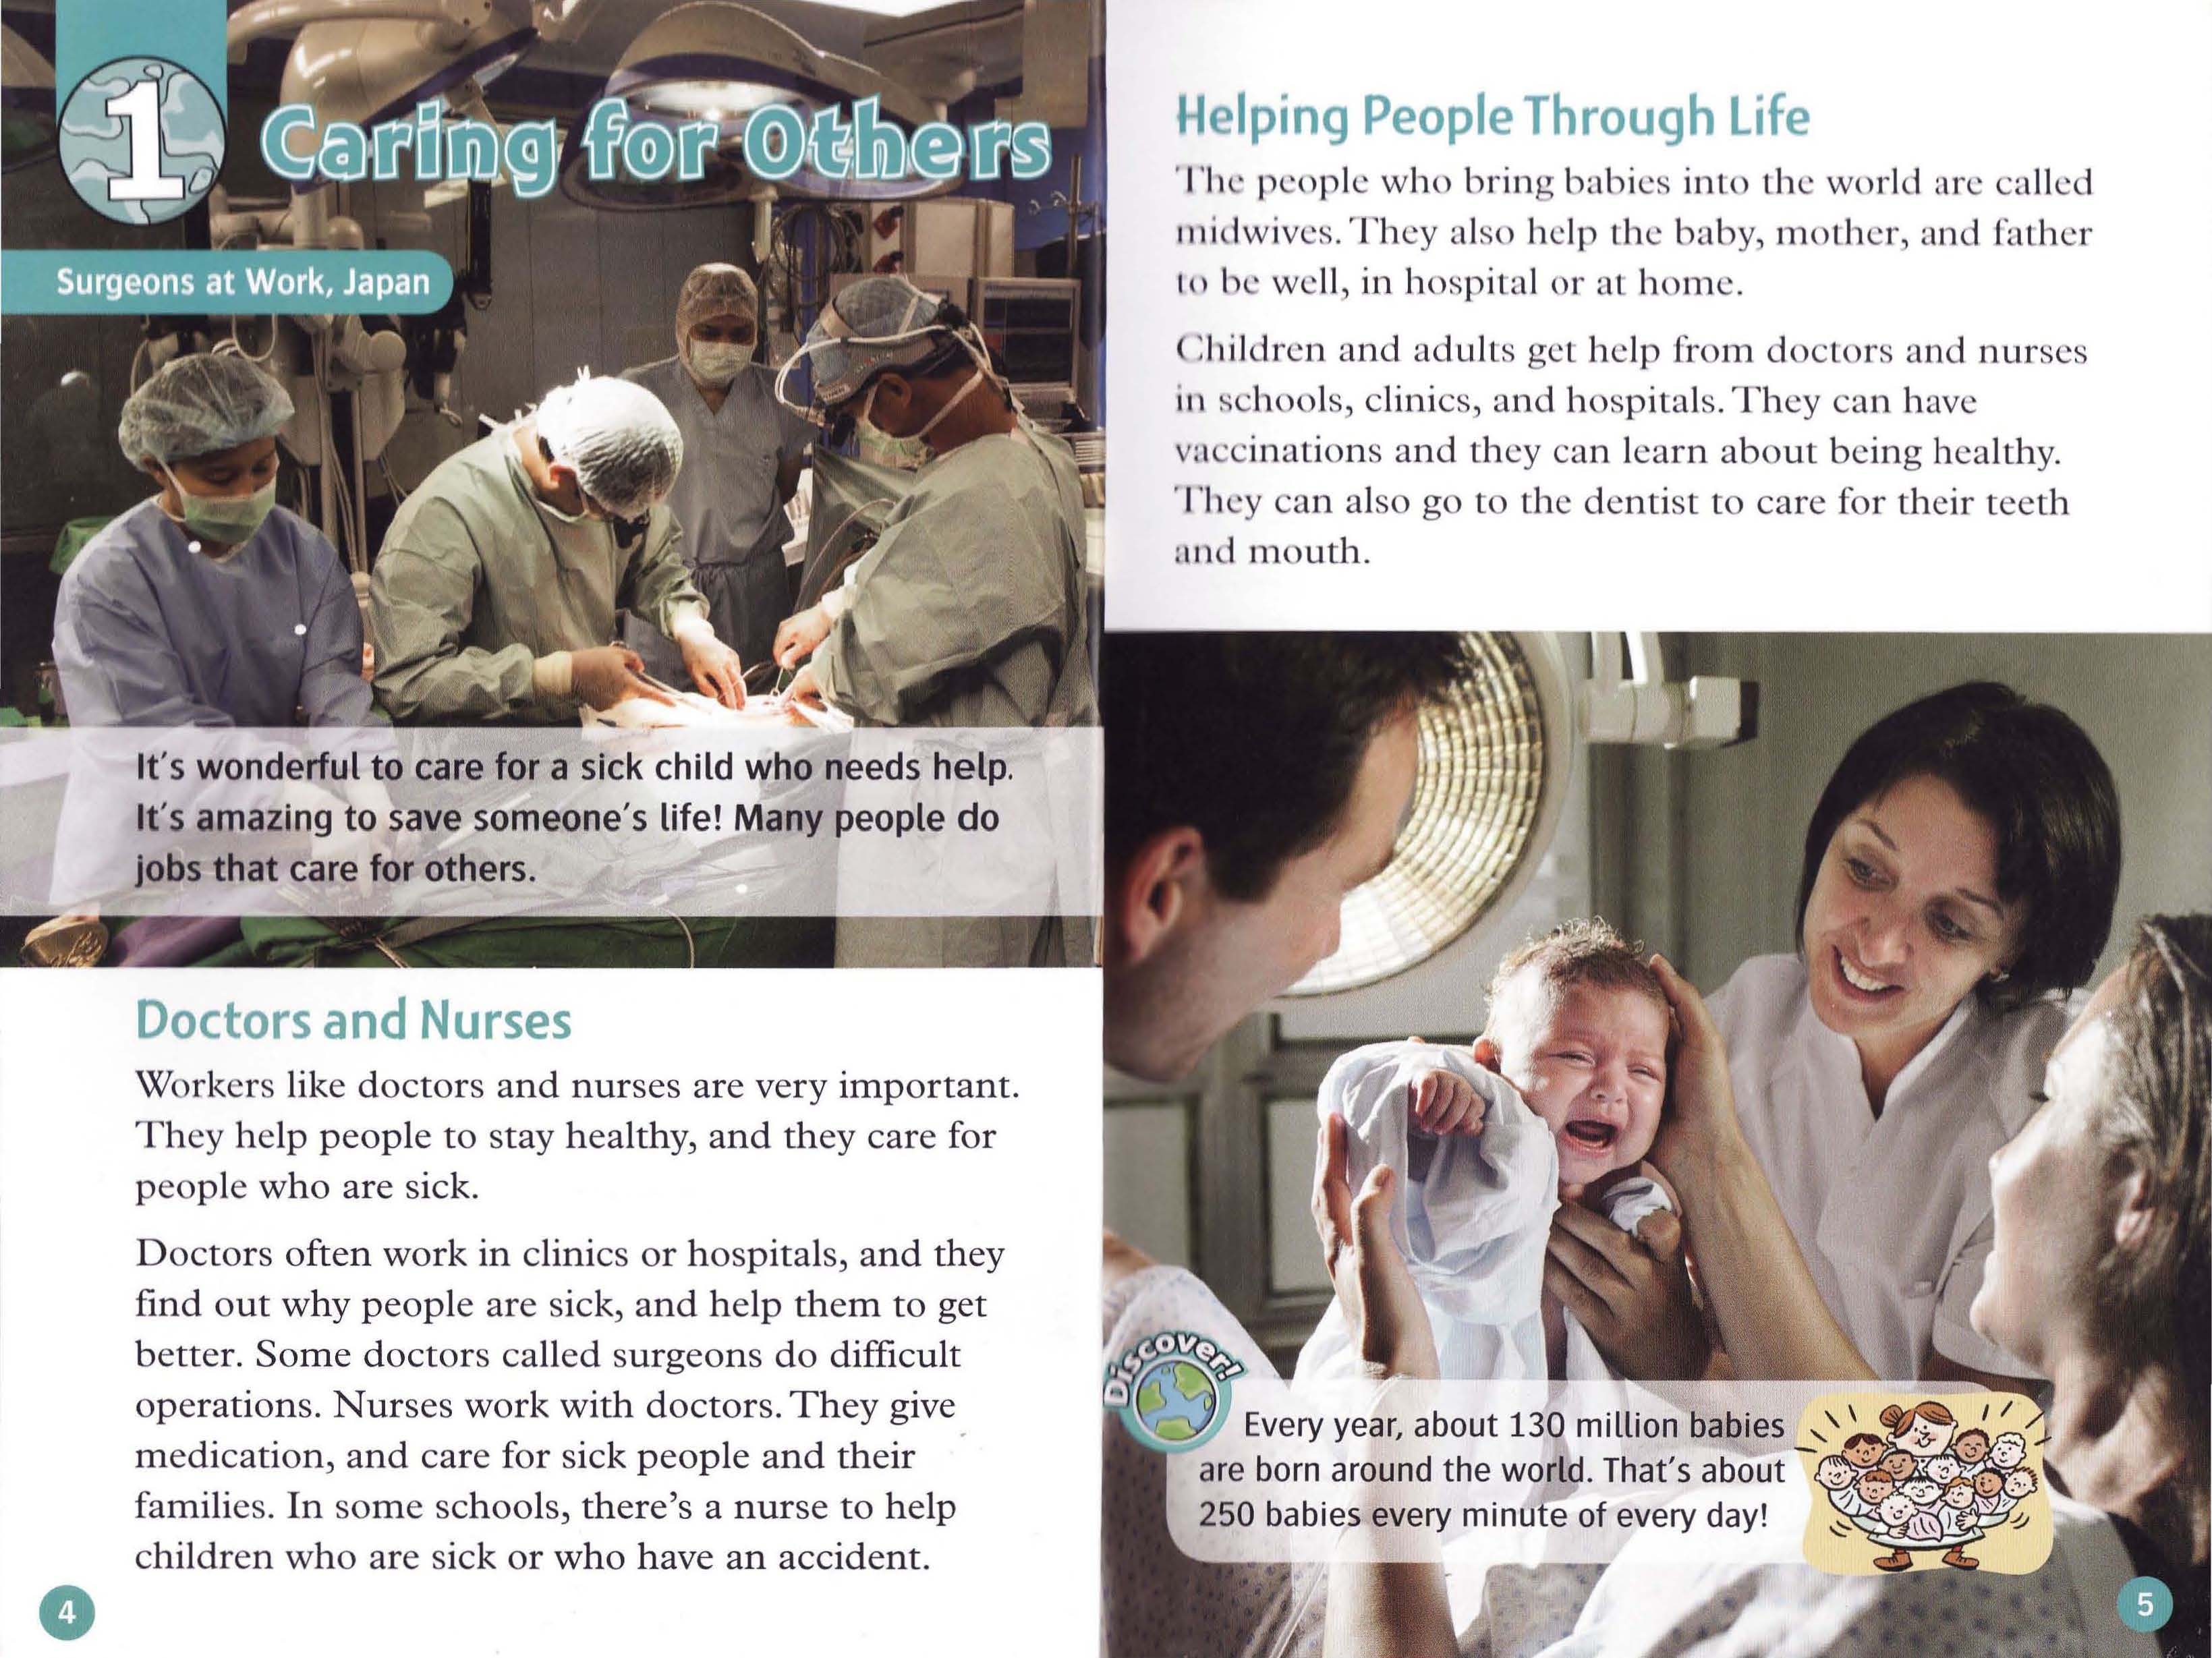 1
Caring for Others
Surgeons at Work, Japan
It's wonderful to care for a sick child who needs help.
It's amazing to save someone's life! Many people do
jobs that care for others.
Doctors and Nurses
Workers like doctors and nurses are very important.
They help people to stay healthy, and they care for
people who are sick.
Doctors often work in clinics or hospitals, and they
find out why people are sick, and help them to get
better. Some doctors called surgeons do difficult
operations. Nurses work with doctors. They give
medication, and care for sick people and their
families. In some schools, there's a nurse to help
children who are sick or who have an accident.
4
Helping People Through Life
The people who bring babies into the world are called
midwives. They also help the baby, mother, and father
to be well, in hospital or at home.
Children and adults get help from doctors and nurses
in schools, clinics, and hospitals. They can have
vaccinations and they can learn about being healthy.
They can also go to the dentist to care for their teeth
and mouth.
Discover!
Every year, about 130 million babies
are born around the world. That's about
250 babies every minute of every day!
5